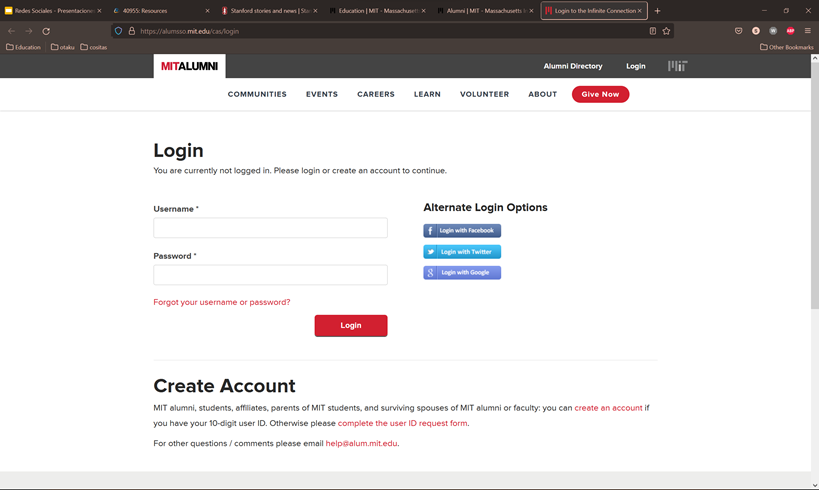 Redes Sociales - Presentacione
40955: Resources
Stanford stories and news | Sta
Education | MIT - Massachusett
Alumni | MIT - Massachusetts I
Login to the Infinite Connection
https://alumsso.mit.edu/cas/login
Education
otaku
cositas
Other Bookmarks
MITALUMNI
Alumni Directory
Login
COMMUNITIES EVENTS CAREERS LEARN VOLUNTEER ABOUT Give Now
Login
You are currently not logged in. Please login or create an account to continue.
Username *
Password *
Forgot your username or password?
Login
Alternate Login Options
Login with Facebook
Login with Twitter
Login with Google
Create Account
MIT alumni, students, affiliates, parents of MIT students, and surviving spouses of MIT alumni or faculty: you can create an account if
you have your 10-digit user ID. Otherwise please complete the user ID request form.
For other questions / comments please email help@alum.mit.edu.